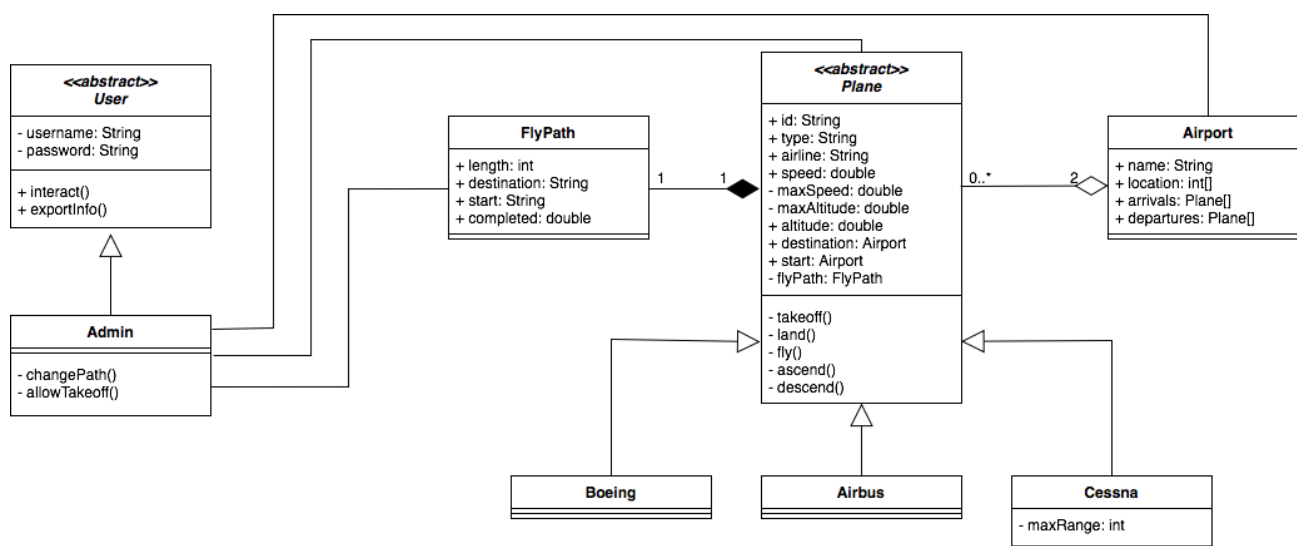 <<abstract>>
User
- username: String
- password: String
+ interact()
+ exportInfo()
Admin
- changePath()
- allowTakeoff()
FlyPath
+ length: int
+ destination: String
+ start: String
+ completed: double
1
1
<<abstract>>
Plane
+ id: String
+ type: String
+ airline: String
+ speed: double
- maxSpeed: double
- maxAltitude: double
+ altitude: double
+ destination: Airport
+ start: Airport
- flyPath: FlyPath
- takeoff()
- land()
- fly()
- ascend()
- descend()
0..*
2
Airport
+ name: String
+ location: int[]
+ arrivals: Plane[]
+ departures: Plane[]
Boeing
Airbus
Cessna
- maxRange: int